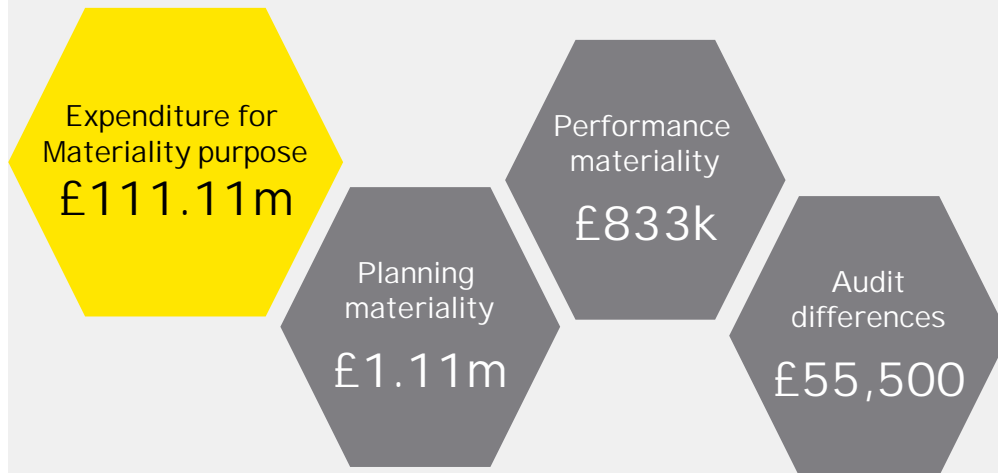 Expenditure for
Materiality purpose
£111.11m
Planning
materiality
£1.11m
Performance
materiality
£833k
Audit
differences
£55,500